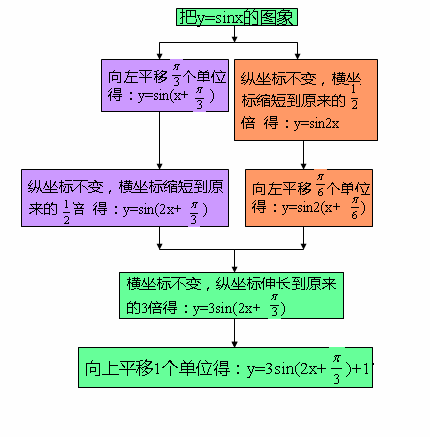 把y=sinx的图象
向左平移π/3个单位
得：y=sin(x+ π/3 )
纵坐标不变，横坐
标缩短到原来的 1/2
倍 得：y=sin2x
纵坐标不变，横坐标缩短到原
来的 1/2 倍 得：y=sin(2x+ π/3 )
向左平移π/6个单位
得：y=sin2(x+ π/6)
横坐标不变，纵坐标伸长到原来
的3倍得：y=3sin(2x+ π/3)
向上平移1个单位得：y=3sin(2x+π/3)+1